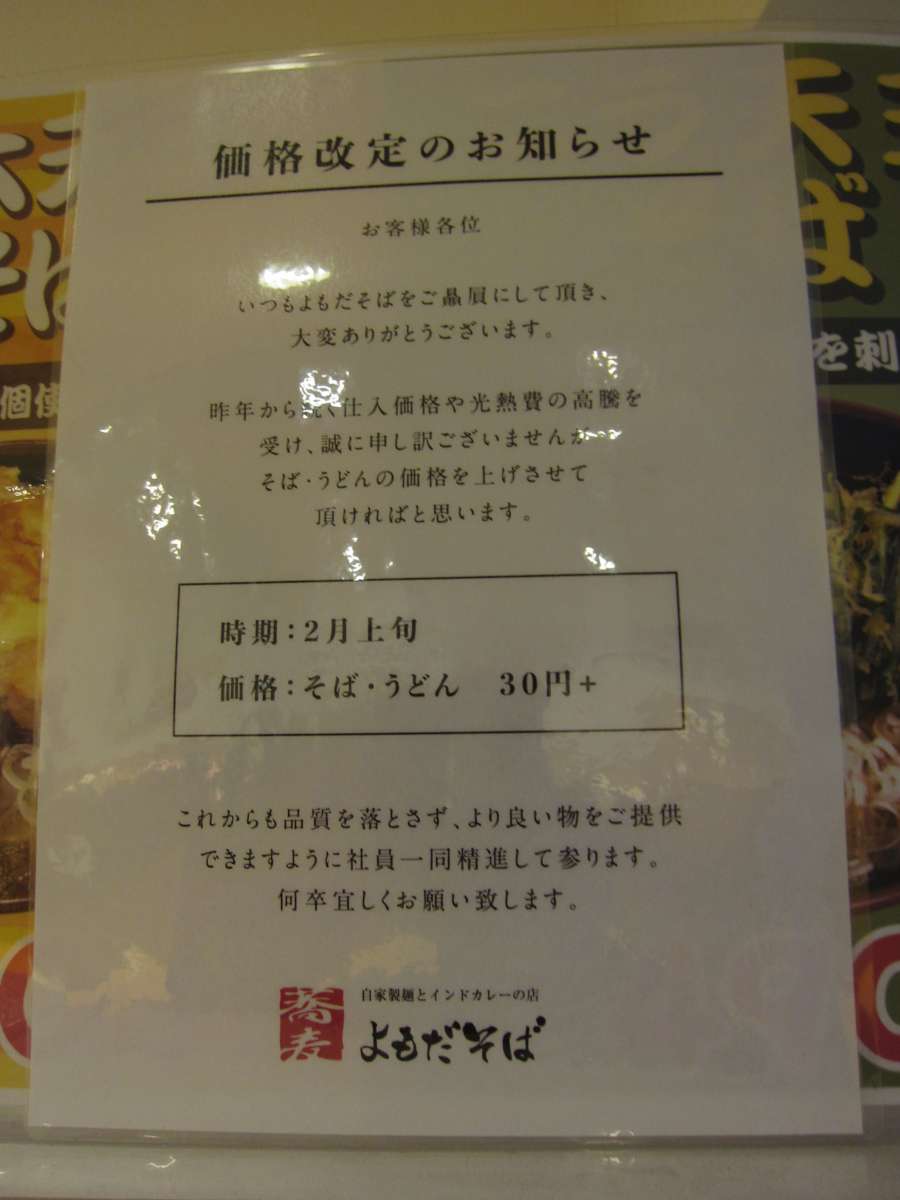 価格改定のお知らせ
お客様各位
いつもよもだそばをご贔屓にして頂き、
大変ありがとうございます。
昨年から続く仕入価格や光熱費の高騰を
受け、誠に申し訳ございませんが
そば・うどんの価格を上げさせて
頂ければと思います。
時期：2月上旬
価格：そば・うどん　30円+
これからも品質を落とさず、より良い物をご提供
できますように社員一同精進して参ります。
何卒宜しくお願い致します。
蕎麦
自家製麺とインドカレーの店
よもだそば
天
そば
個使
ば
を刺